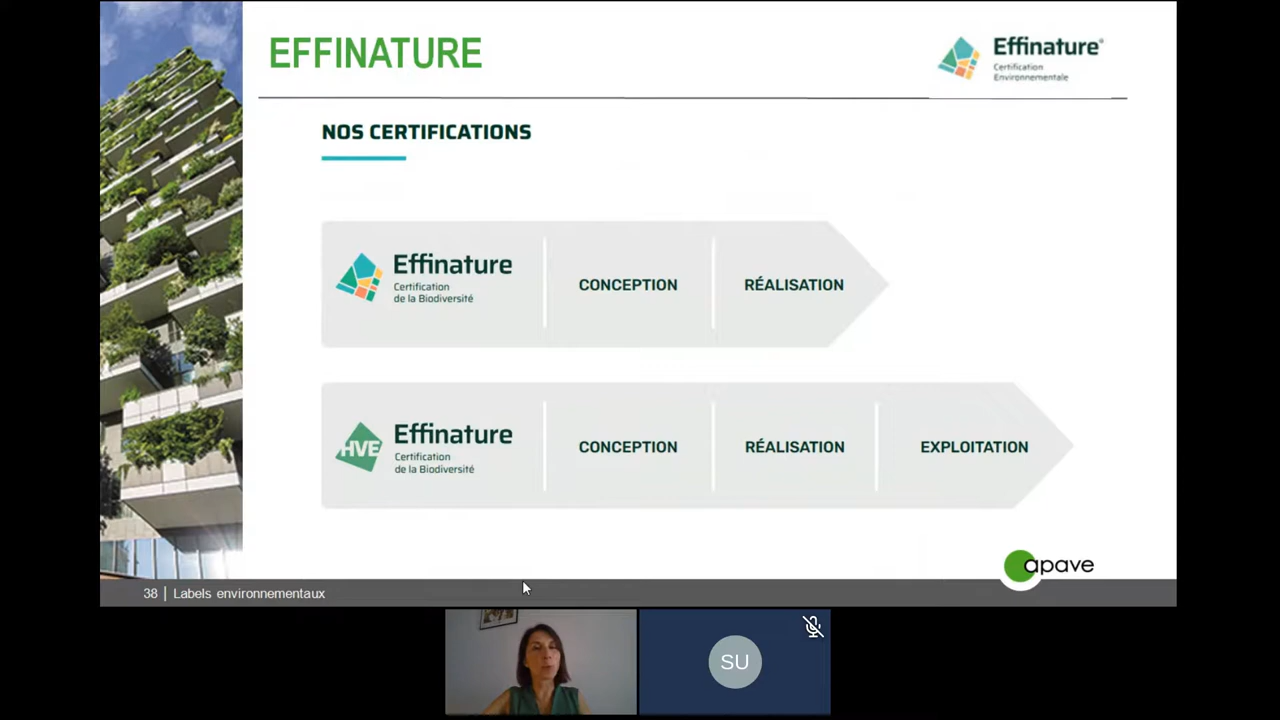 EFFINATURE
Effinature®
Certification
Environnementale
NOS CERTIFICATIONS
Effinature
Certification
de la Biodiversité
CONCEPTION
RÉALISATION
HVE
Effinature
Certification
de la Biodiversité
CONCEPTION
RÉALISATION
EXPLOITATION
apave
38 | Labels environnementaux
SU